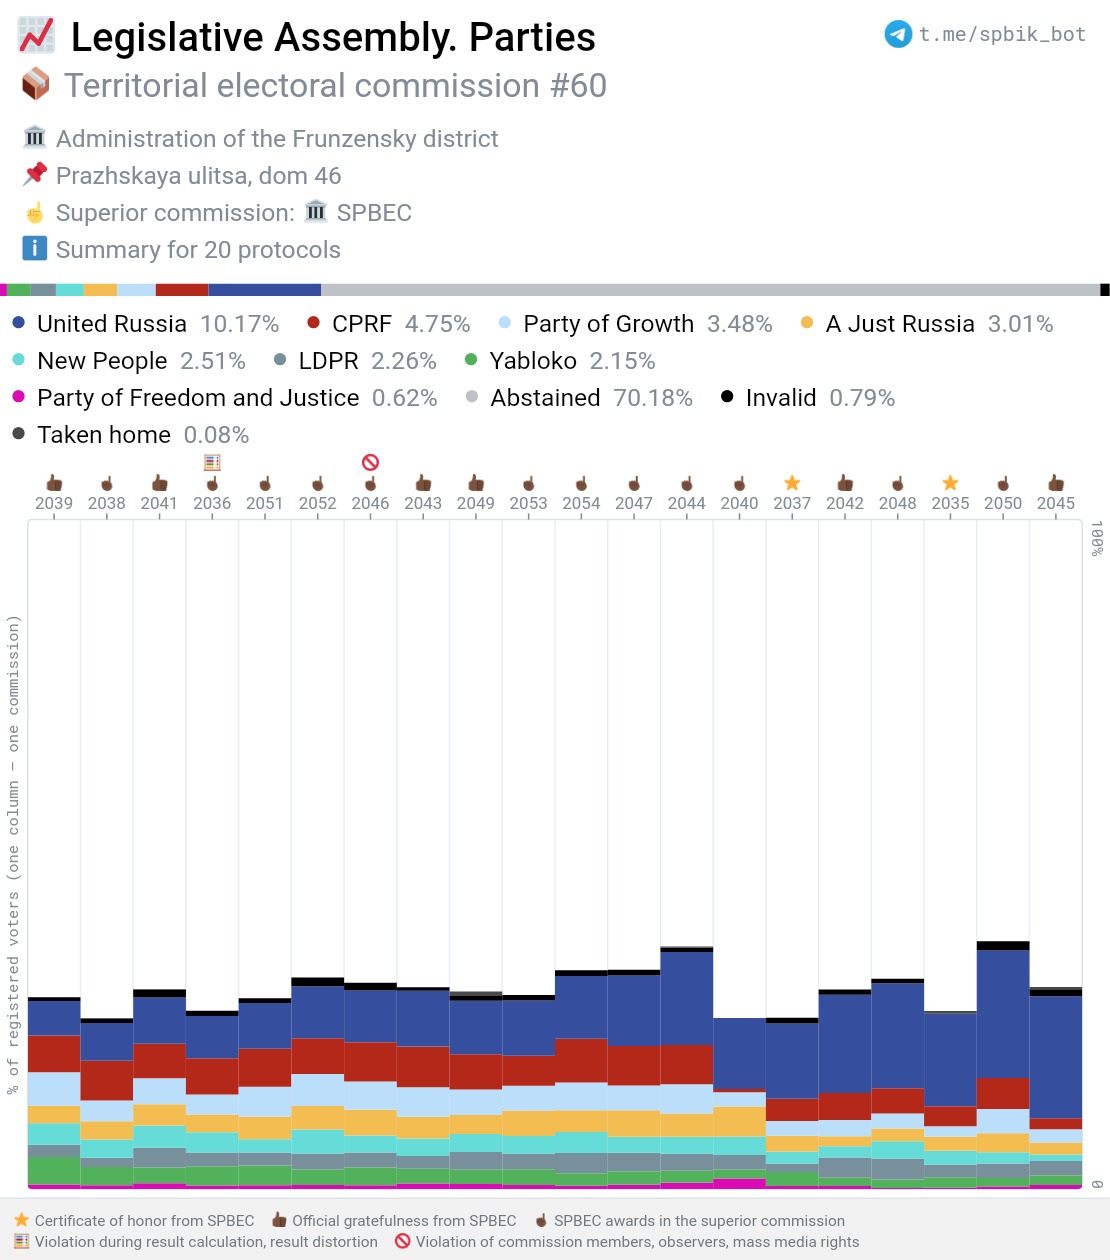 Legislative Assembly. Parties
t.me/spbik_bot
Territorial electoral commission #60
Administration of the Frunzensky district
Prazhskaya ulitsa, dom 46
Superior commission: SPBEC
Summary for 20 protocols
United Russia 10.17% CPRF 4.75% Party of Growth 3.48% A Just Russia 3.01%
New People 2.51% LDPR 2.26% Yabloko 2.15%
Party of Freedom and Justice 0.62% Abstained 70.18% Invalid 0.79%
Taken home 0.08%
2039 2038 2041 2036 2051 2052 2046 2043 2049 2053 2054 2047 2044 2040 2037 2042 2048 2035 2050 2045
100%
% of registered voters (one column – one commission)
0
Certificate of honor from SPBEC Official gratefulness from SPBEC SPBEC awards in the superior commission
Violation during result calculation, result distortion Violation of commission members, observers, mass media rights